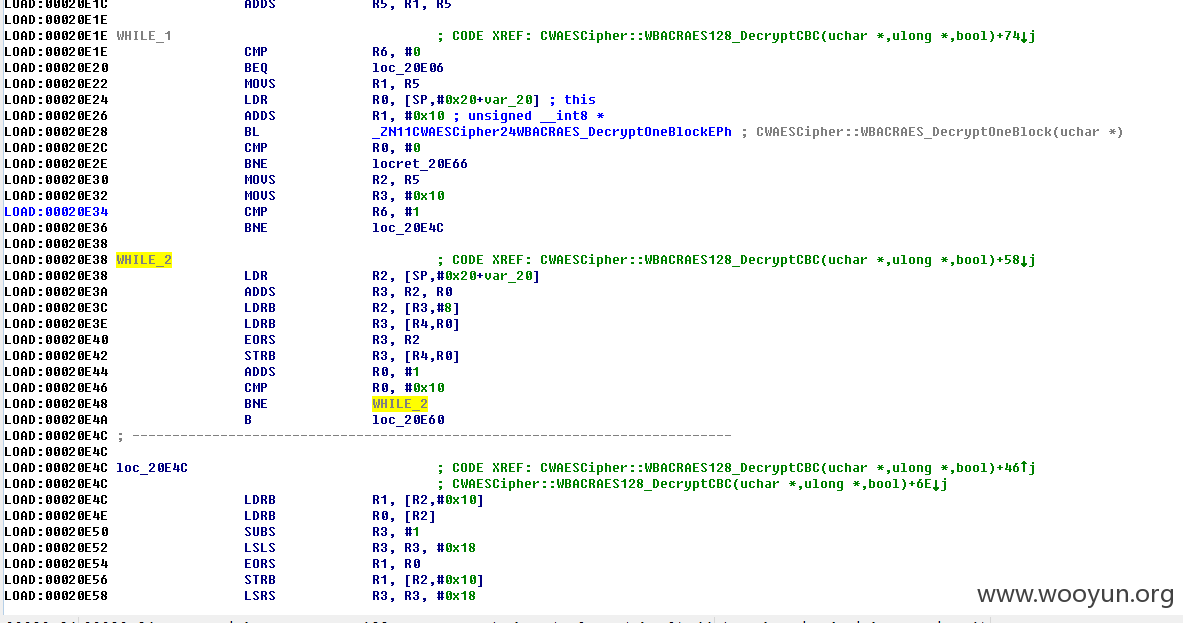 LOAD:00020E1C ADDS R5, R1, R5
LOAD:00020E1E
LOAD:00020E1E WHILE_1 ; CODE XREF: CWAESCipher::WBACRAES128_DecryptCBC(uchar *,ulong *,bool)+74↓j
LOAD:00020E1E CMP R6, #0
LOAD:00020E20 BEQ loc_20E06
LOAD:00020E22 MOVS R1, R5
LOAD:00020E24 LDR R0, [SP,#0x20+var_20] ; this
LOAD:00020E26 ADDS R1, #0x10 ; unsigned __int8 *
LOAD:00020E28 BL _ZN11CWAESCipher24WBACRAES_DecryptOneBlockEPh ; CWAESCipher::WBACRAES_DecryptOneBlock(uchar *)
LOAD:00020E2C CMP R0, #0
LOAD:00020E2E BNE locret_20E66
LOAD:00020E30 MOVS R2, R5
LOAD:00020E32 MOVS R3, #0x10
LOAD:00020E34 CMP R6, #1
LOAD:00020E36 BNE loc_20E4C
LOAD:00020E38
LOAD:00020E38 WHILE_2 ; CODE XREF: CWAESCipher::WBACRAES128_DecryptCBC(uchar *,ulong *,bool)+58↓j
LOAD:00020E38 LDR R2, [SP,#0x20+var_20]
LOAD:00020E3A ADDS R3, R2, R0
LOAD:00020E3C LDRB R2, [R3,#8]
LOAD:00020E3E LDRB R3, [R4,R0]
LOAD:00020E40 EORS R3, R2
LOAD:00020E42 STRB R3, [R4,R0]
LOAD:00020E44 ADDS R0, #1
LOAD:00020E46 CMP R0, #0x10
LOAD:00020E48 BNE WHILE_2
LOAD:00020E4A B loc_20E60
LOAD:00020E4C ; ---------------------------------------------------------------------------
LOAD:00020E4C
LOAD:00020E4C loc_20E4C ; CODE XREF: CWAESCipher::WBACRAES128_DecryptCBC(uchar *,ulong *,bool)+46↑j
LOAD:00020E4C ; CWAESCipher::WBACRAES128_DecryptCBC(uchar *,ulong *,bool)+6E↓j
LOAD:00020E4C LDRB R1, [R2,#0x10]
LOAD:00020E4E LDRB R0, [R2]
LOAD:00020E50 SUBS R3, #1
LOAD:00020E52 LSLS R3, R3, #0x18
LOAD:00020E54 EORS R1, R0
LOAD:00020E56 STRB R1, [R2,#0x10]
LOAD:00020E58 LSRS R3, R3, #0x18
www.wooyun.org